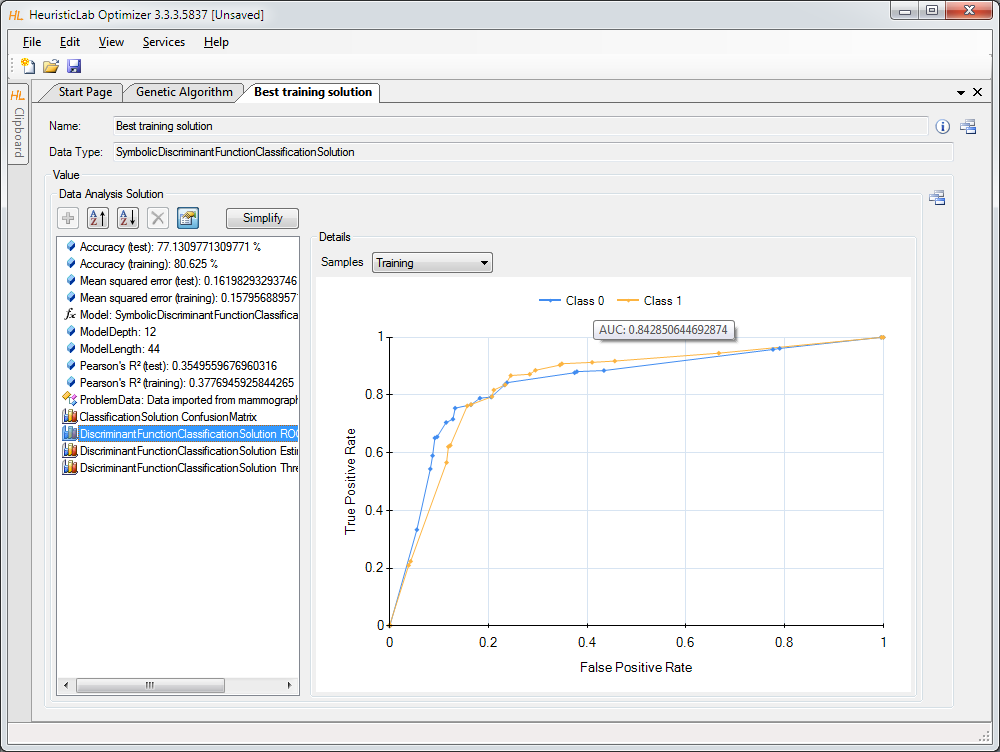 HL HeuristicLab Optimizer 3.3.3.5837 [Unsaved]
File Edit View Services Help
HL Clipboard
Start Page Genetic Algorithm Best training solution
Name: Best training solution
Data Type: SymbolicDiscriminantFunctionClassificationSolution
Value
Data Analysis Solution
Simplify
Accuracy (test): 77.1309771309771 %
Accuracy (training): 80.625 %
Mean squared error (test): 0.16198293293746
Mean squared error (training): 0.15795688957
Model: SymbolicDiscriminantFunctionClassifica
ModelDepth: 12
ModelLength: 44
Pearson's R² (test): 0.3549559676960316
Pearson's R² (training): 0.3776945925844265
ProblemData: Data imported from mammograph
ClassificationSolution ConfusionMatrix
DiscriminantFunctionClassificationSolution ROC
DiscriminantFunctionClassificationSolution Esti
DsicriminantFunctionClassificationSolution Thre
Details
Samples Training
Class 0 Class 1
AUC: 0.842850644692874
1
0.8
0.6
0.4
0.2
0
True Positive Rate
0 0.2 0.4 0.6 0.8 1
False Positive Rate